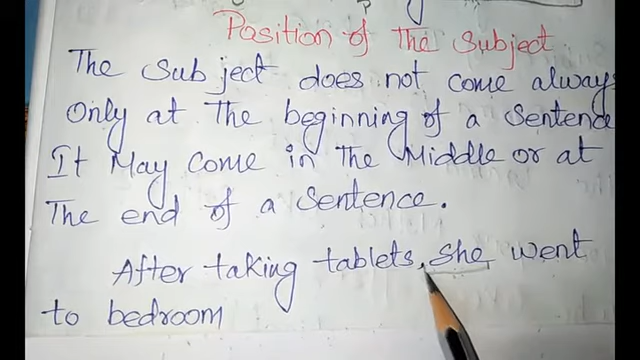 Position of The Subject
The Subject does not come always
Only at The beginning of a Sentence
It May Come in The Middle or at
The end of a Sentence.
After taking tablets, she went
to bedroom